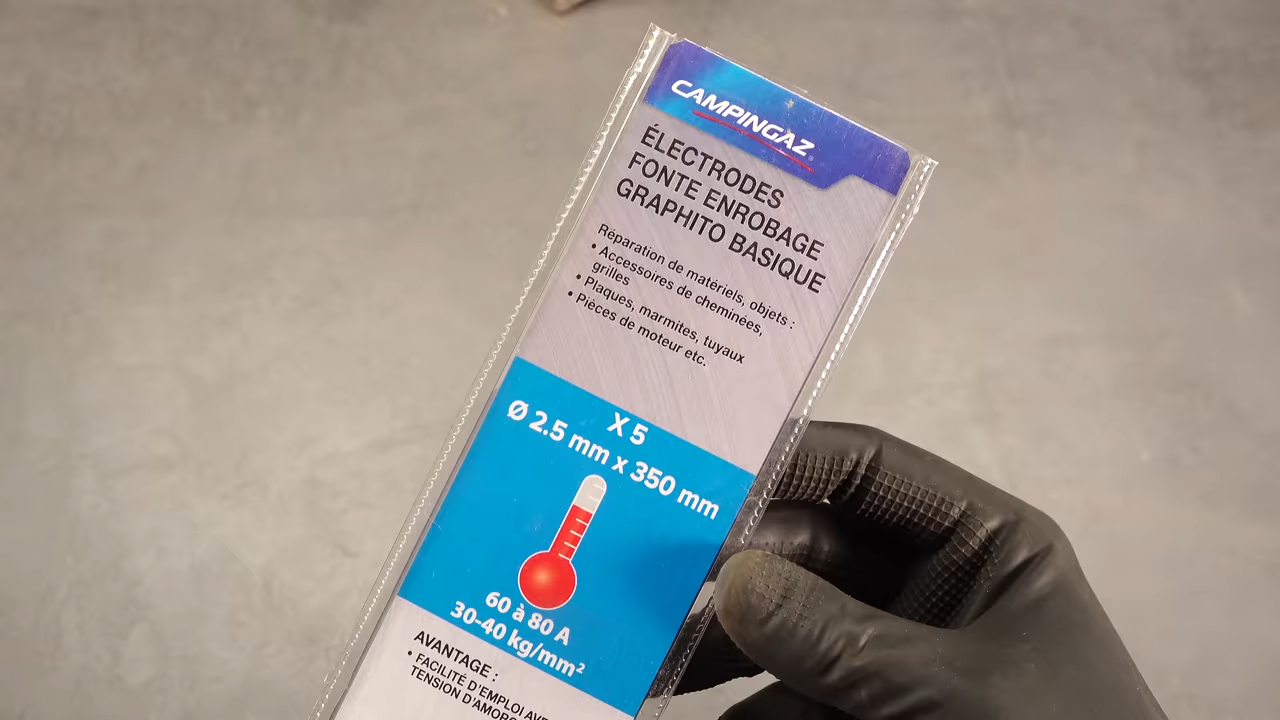 CAMPINGAZ
ÉLECTRODES
FONTE ENROBAGE
GRAPHITO BASIQUE
Réparation de matériels, objets :
• Accessoires de cheminées,
grilles
• Plaques, marmites, tuyaux
• Pièces de moteur etc.
X 5
Ø 2.5 mm x 350 mm
60 à 80 A
30-40 kg/mm²
AVANTAGE :
• FACILITÉ D'EMPLOI
TENSION